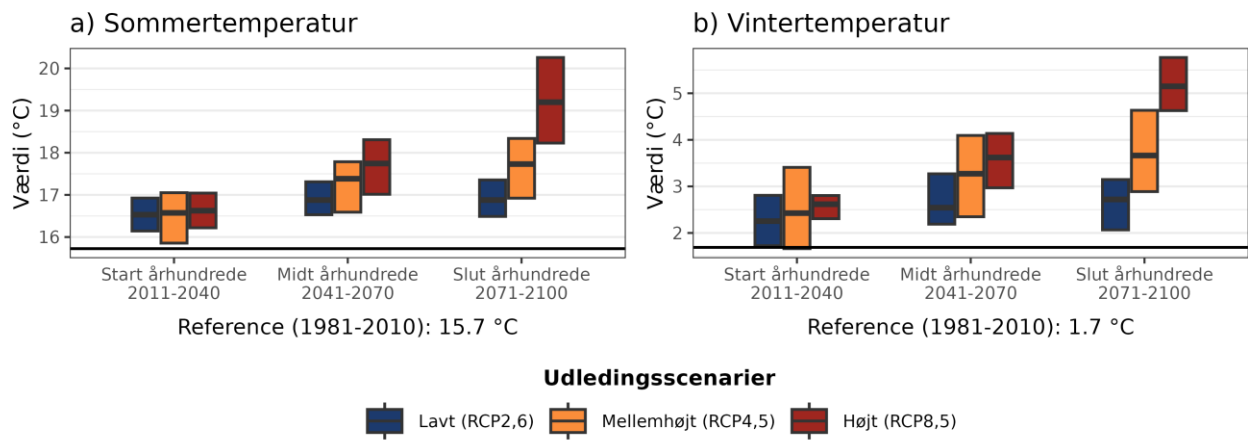 a) Sommertemperatur
b) Vintertemperatur
Værdi (°C)
20
19
18
17
16
Start århundrede
2011-2040
Midt århundrede
2041-2070
Slut århundrede
2071-2100
Reference (1981-2010): 15.7 °C
Værdi (°C)
5
4
3
2
Start århundrede
2011-2040
Midt århundrede
2041-2070
Slut århundrede
2071-2100
Reference (1981-2010): 1.7 °C
Udledingsscenarier
Lavt (RCP2,6)
Mellemhøjt (RCP4,5)
Højt (RCP8,5)